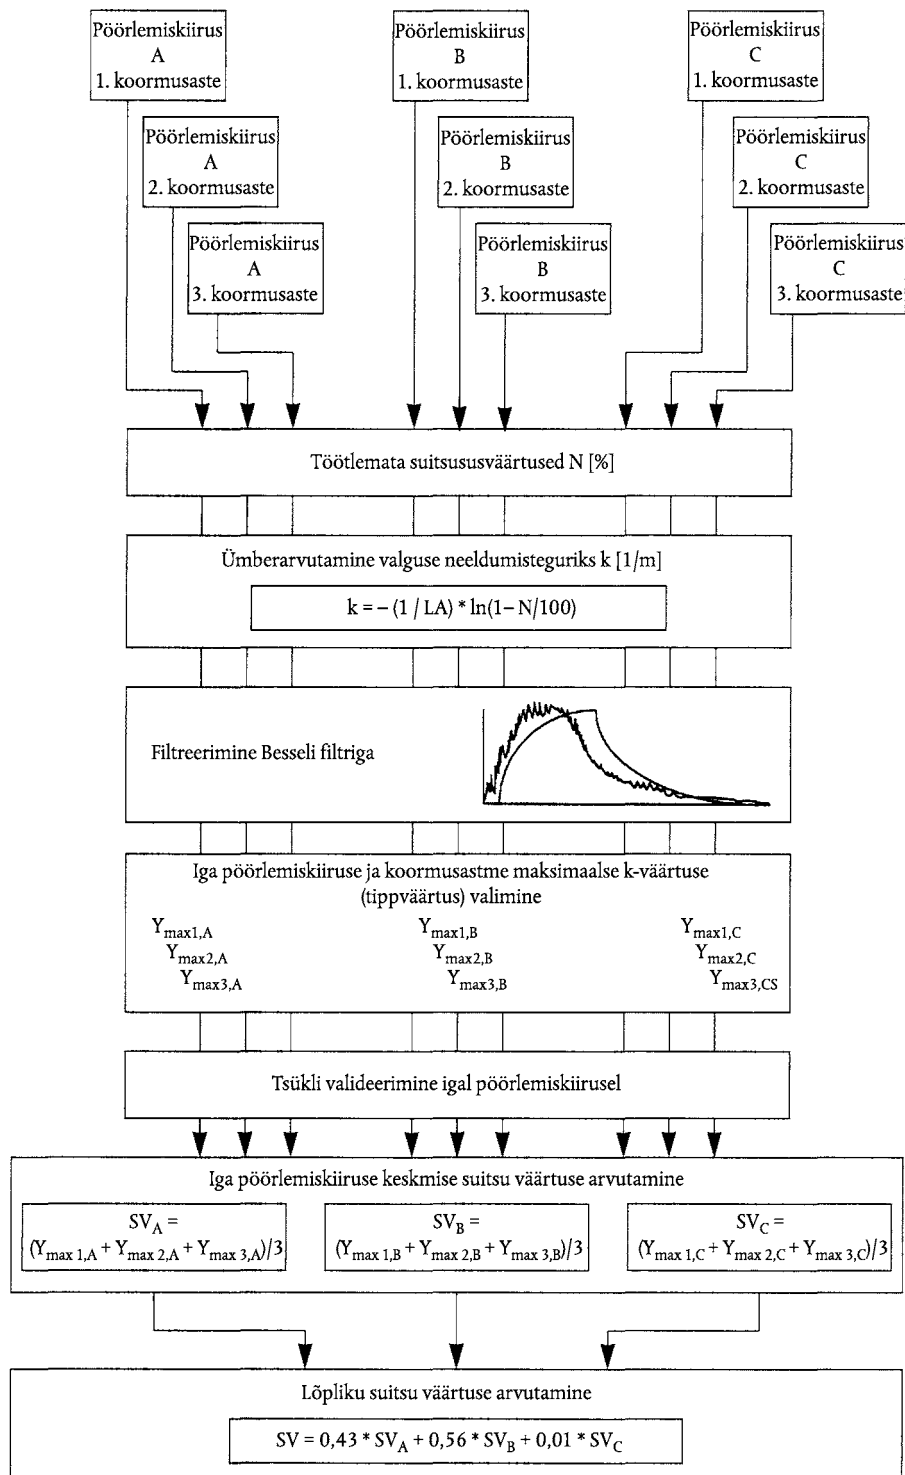 Pöörlemiskiirus
A
1. koormusaste
Pöörlemiskiirus
B
1. koormusaste
Pöörlemiskiirus
C
1. koormusaste
Pöörlemiskiirus
A
2. koormusaste
Pöörlemiskiirus
B
2. koormusaste
Pöörlemiskiirus
C
2. koormusaste
Pöörlemiskiirus
A
3. koormusaste
Pöörlemiskiirus
B
3. koormusaste
Pöörlemiskiirus
C
3. koormusaste
Töötlemata suitsususväärtused N [%]
Ümberarvutamine valguse neeldumisteguriks k [1/m]
k = – (1 / LA) * ln(1– N/100)
Filtreerimine Besseli filtriga
Iga pöörlemiskiiruse ja koormusastme maksimaalse k-väärtuse
(tippväärtus) valimine
Ymax1,A Ymax1,B Ymax1,C
Ymax2,A Ymax2,B Ymax2,C
Ymax3,A Ymax3,B Ymax3,CS
Tsükli valideerimine igal pöörlemiskiirusel
Iga pöörlemiskiiruse keskmise suitsu väärtuse arvutamine
SVA =
(Ymax 1,A + Ymax 2,A + Ymax 3,A)/3
SVB =
(Ymax 1,B + Ymax 2,B + Ymax 3,B)/3
SVC =
(Ymax 1,C + Ymax 2,C + Ymax 3,C)/3
Lõpliku suitsu väärtuse arvutamine
SV = 0,43 * SVA + 0,56 * SVB + 0,01 * SVC